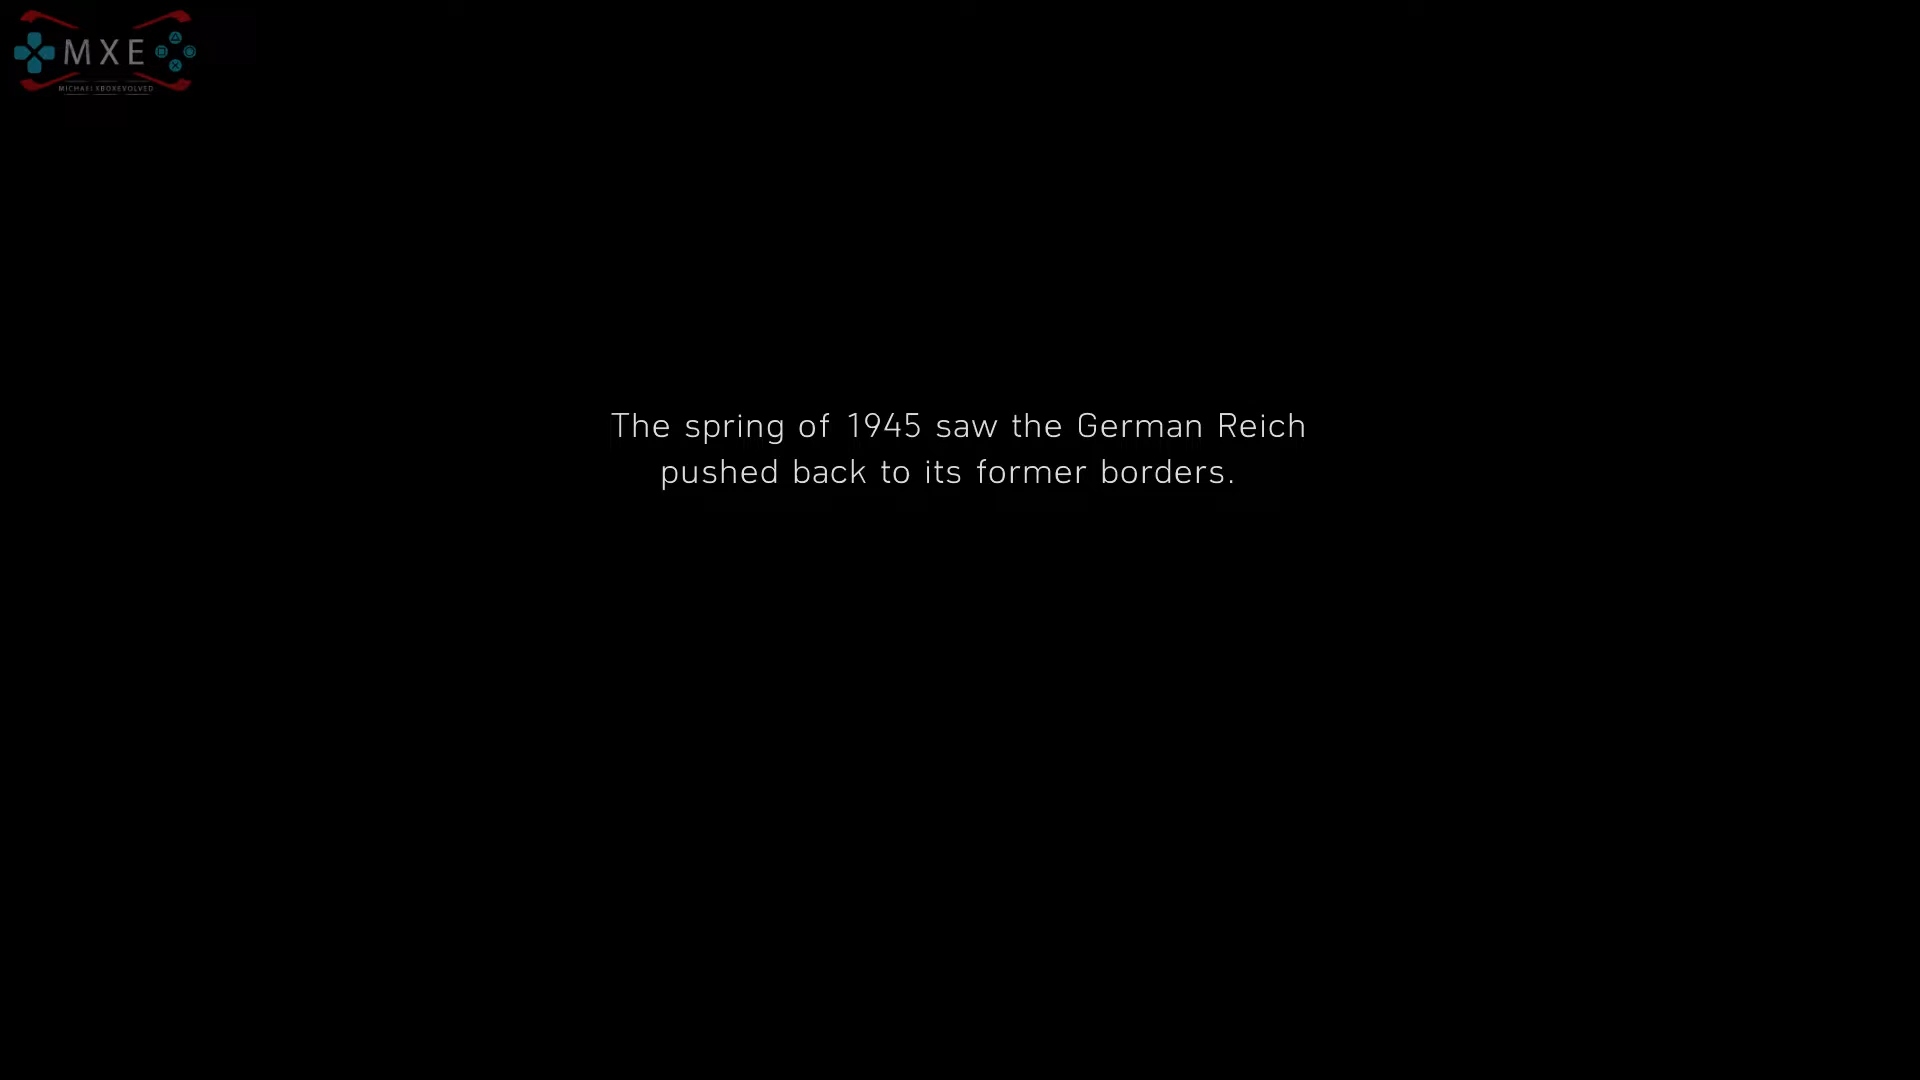 MXE
MICHAELXBOXEVOLVED
The spring of 1945 saw the German Reich
pushed back to its former borders.